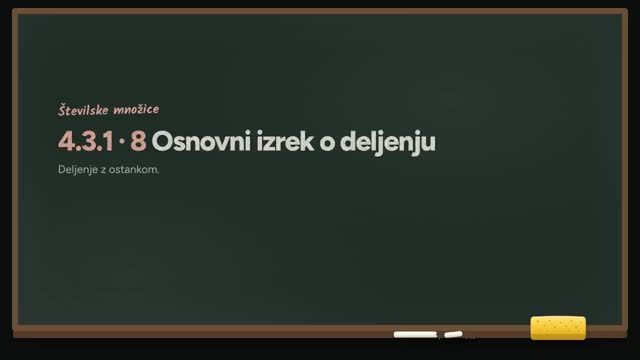 Številske množice
4.3.1 · 8 Osnovni izrek o deljenju
Deljenje z ostankom.